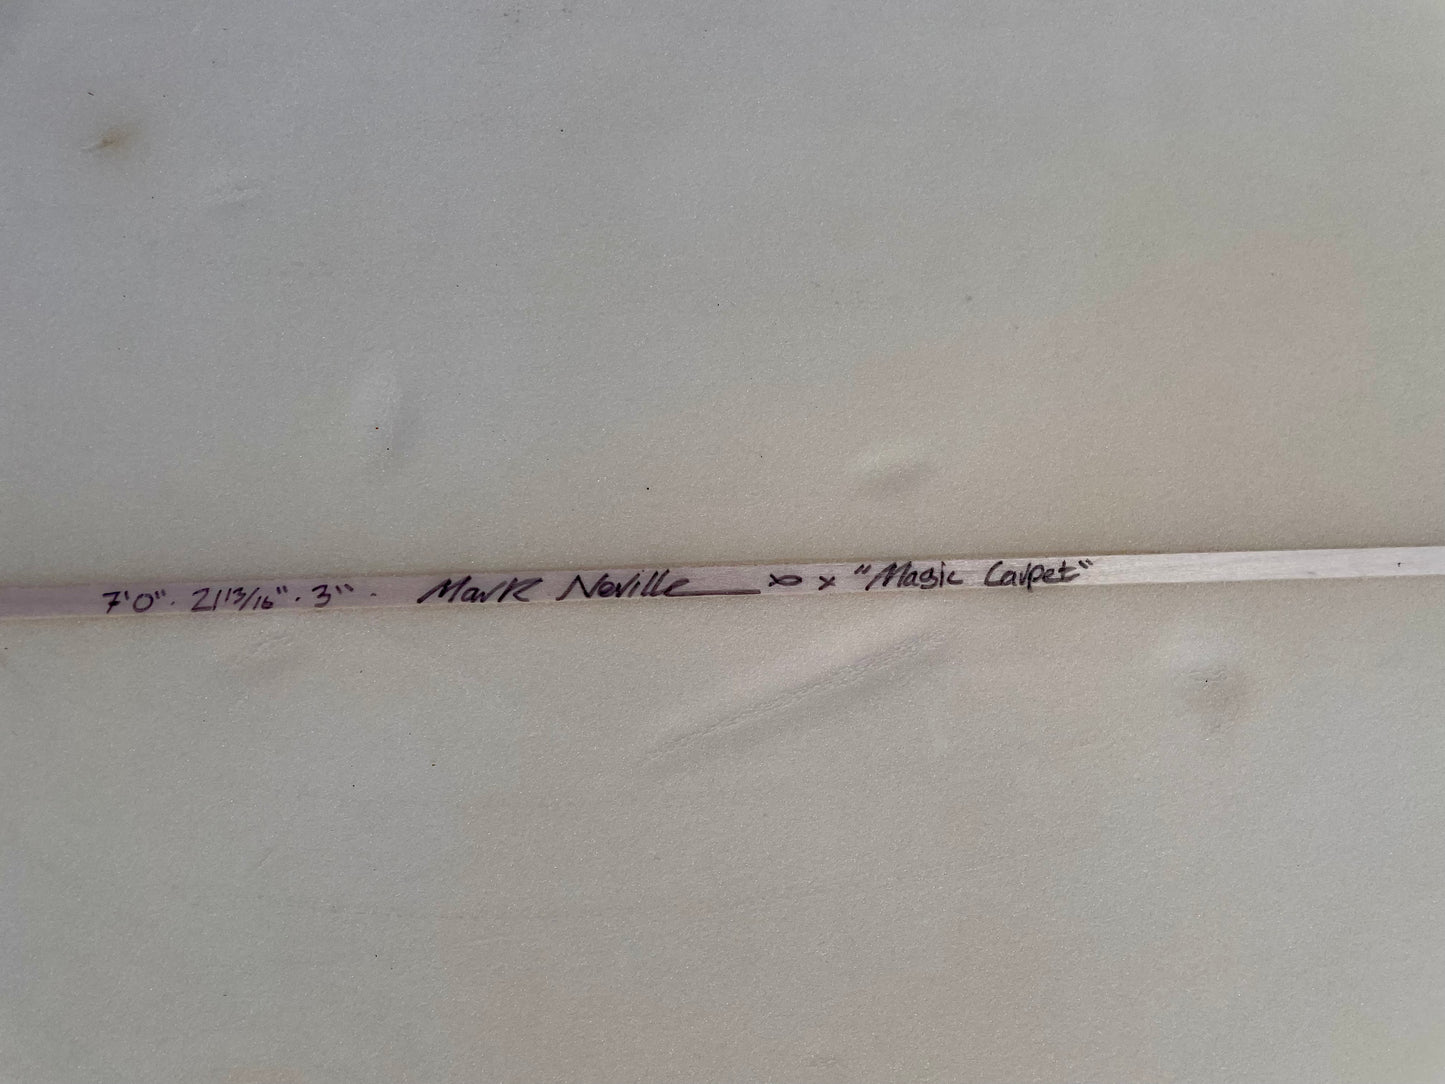 7'0". 21 13/16". 3". Mark Neville x "Magic Carpet"